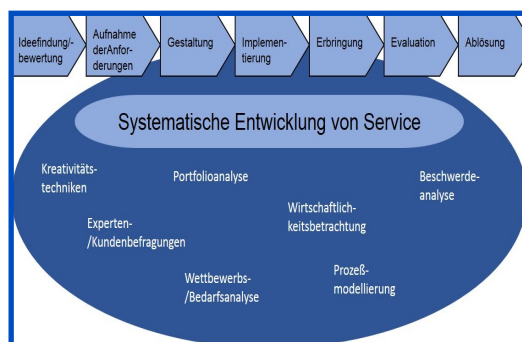 Ideefindung/-
bewertung
Aufnahme
derAnfor-
derungen
Gestaltung
Implemen-
tierung
Erbringung
Evaluation
Ablösung
Systematische Entwicklung von Service
Kreativitäts-
techniken
Portfolioanalyse
Beschwerde-
analyse
Experten-
/Kundenbefragungen
Wirtschaftlich-
keitsbetrachtung
Wettbewerbs-
/Bedarfsanalyse
Prozeß-
modellierung